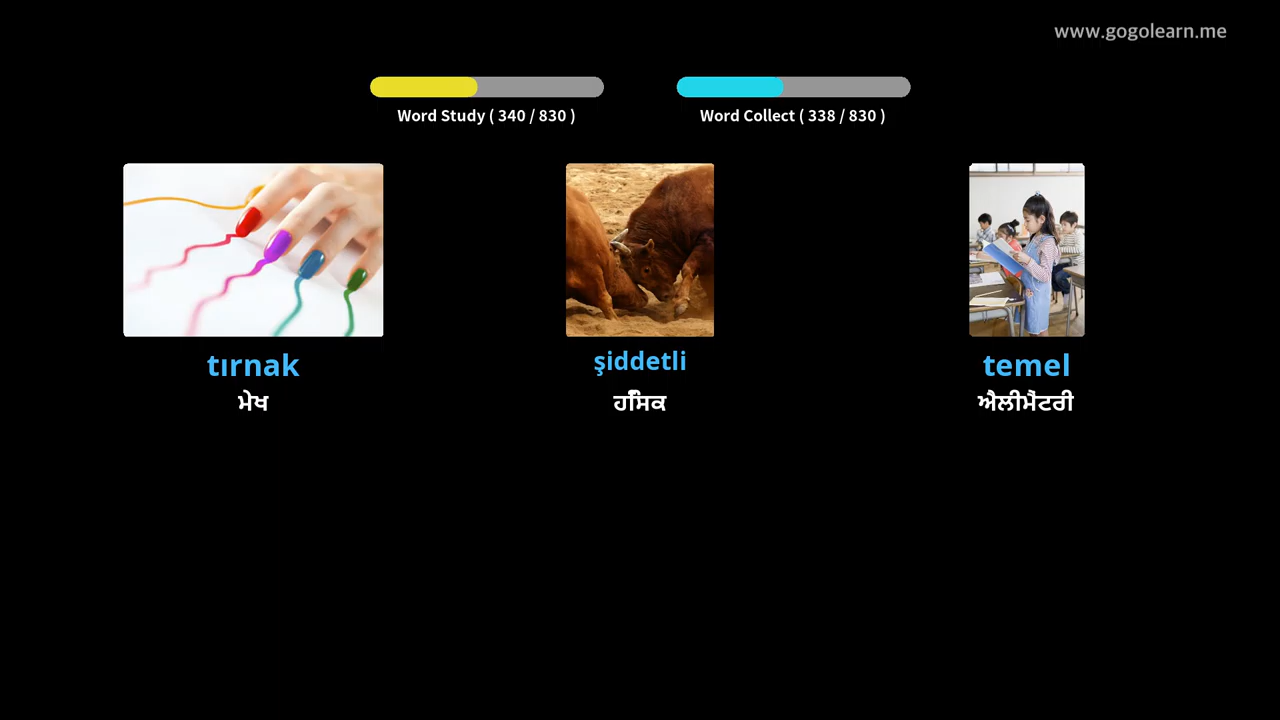 www.gogolearn.me
Word Study ( 340 / 830 )
Word Collect ( 338 / 830 )
tırnak
şiddetli
temel
ਮੇਖ
ਹਿੰਸਕ
ਐਲੀਮੈਂਟਰੀ